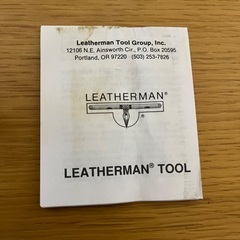 Leatherman Tool Group, Inc.
12106 N.E. Ainsworth Cir., P.O. Box 20595
Portland, OR 97220 (503) 253-7826
LEATHERMAN®
®
LEATHERMAN® TOOL